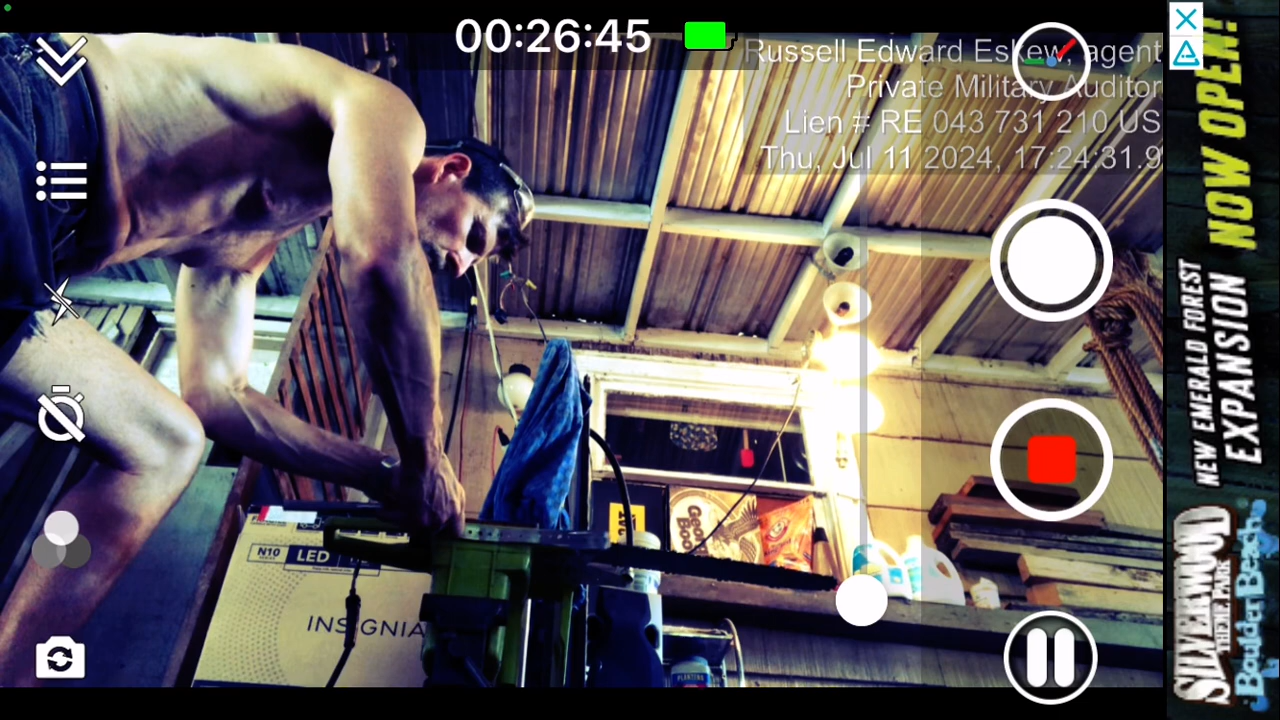 00:26:45
Russell Edward Eskew, agent
Private Military Auditor
Lien # RE 043 731 210 US
Thu, Jul 11 2024, 17:24:31.9
N10
LED
INSIGNIA
NOW OPEN!
NEW EMERALD FOREST
EXPANSION
SILVERWOOD
THEME PARK
Boulder Beach